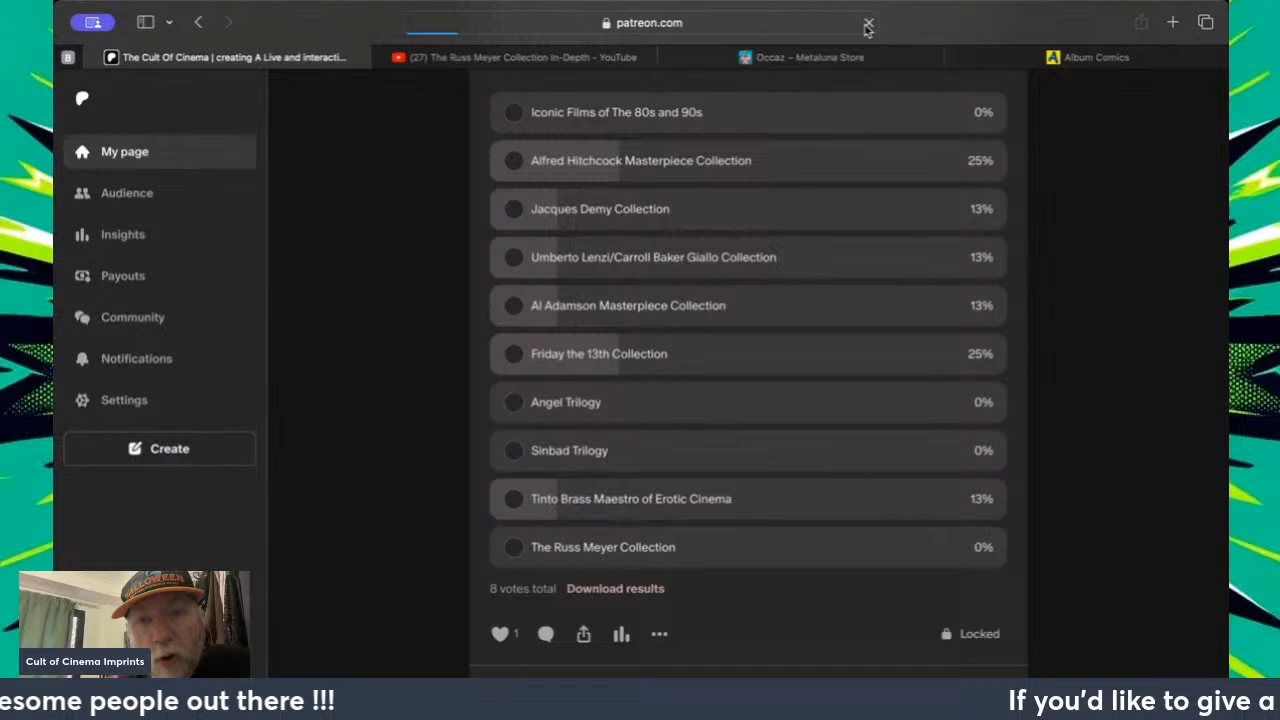 patreon.com
B
The Cult Of Cinema | creating A Live and interacti...
(27) The Russ Meyer Collection In-Depth – YouTube
Occaz – Metaluna Store
A Album Comics
My page
Audience
Insights
Payouts
Community
Notifications
Settings
Create
Iconic Films of The 80s and 90s 0%
Alfred Hitchcock Masterpiece Collection 25%
Jacques Demy Collection 13%
Umberto Lenzi/Carroll Baker Giallo Collection 13%
Al Adamson Masterpiece Collection 13%
Friday the 13th Collection 25%
Angel Trilogy 0%
Sinbad Trilogy 0%
Tinto Brass Maestro of Erotic Cinema 13%
The Russ Meyer Collection 0%
8 votes total Download results
1
Locked
HALLOWEEN
Cult of Cinema Imprints
esome people out there !!! If you'd like to give a